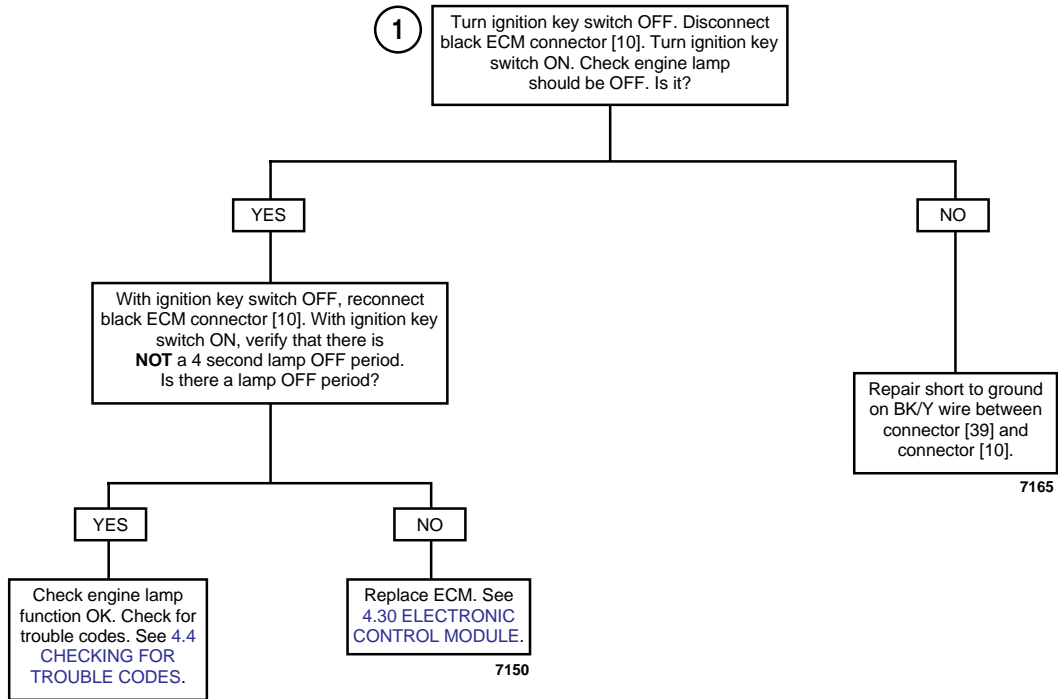 1
Turn ignition key switch OFF. Disconnect
black ECM connector [10]. Turn ignition key
switch ON. Check engine lamp
should be OFF. Is it?
YES
NO
With ignition key switch OFF, reconnect
black ECM connector [10]. With ignition key
switch ON, verify that there is
NOT a 4 second lamp OFF period.
Is there a lamp OFF period?
Repair short to ground
on BK/Y wire between
connector [39] and
connector [10].
7165
YES
NO
Check engine lamp
function OK. Check for
trouble codes. See 4.4
CHECKING FOR
TROUBLE CODES.
Replace ECM. See
4.30 ELECTRONIC
CONTROL MODULE.
7150